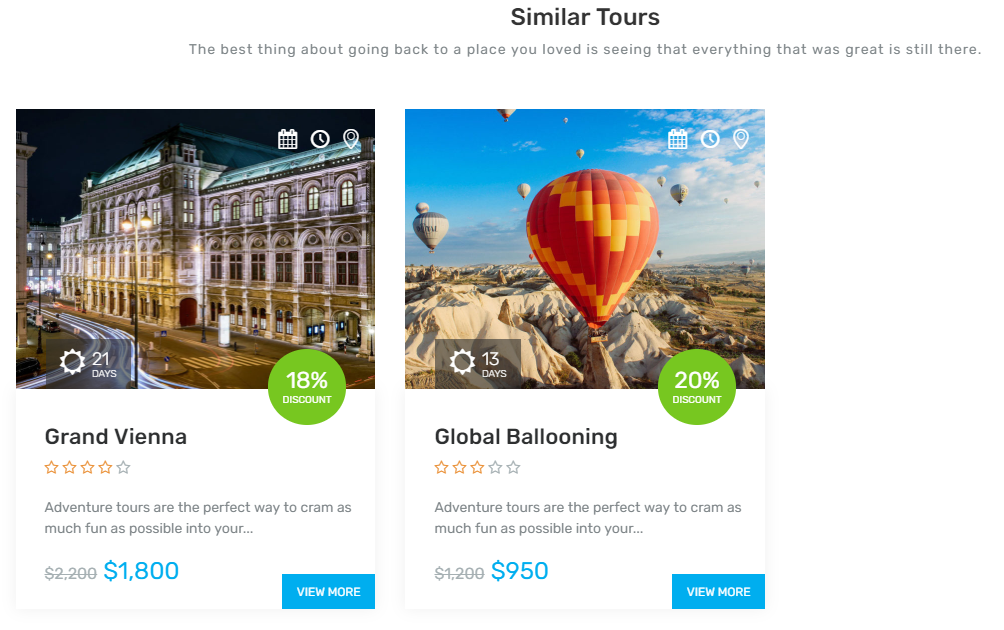 Similar Tours
The best thing about going back to a place you loved is seeing that everything that was great is still there.
21
DAYS
18%
DISCOUNT
Grand Vienna
Adventure tours are the perfect way to cram as
much fun as possible into your...
$2,200 $1,800
VIEW MORE
13
DAYS
20%
DISCOUNT
Global Ballooning
Adventure tours are the perfect way to cram as
much fun as possible into your...
$1,200 $950
VIEW MORE